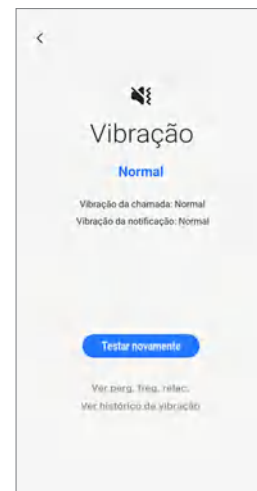 Vibração
Normal
Vibração da chamada: Normal
Vibração da notificação: Normal
Testar novamente
Ver perg. freq. relac.
Ver histórico de vibração